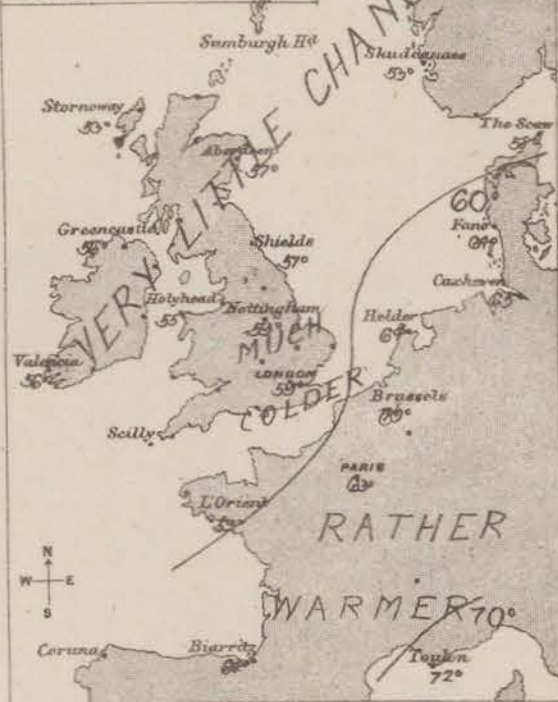 Sumburgh Hd
Skudesnaes
53°
VERY LITTLE CHAN
Stornoway
53°
The Scaw
Aberdeen
57°
60
Fano
Greencastle
Shields
57°
Cuxhaven
Holyhead
55
Nottingham
Helder
MUCH
Valencia
56°
LONDON
59°
COLDER
Brussels
Scilly
PARIS
L'Orient
RATHER
N
W E
S
WARMER 70°
Coruna
Biarritz
Toulon
72°